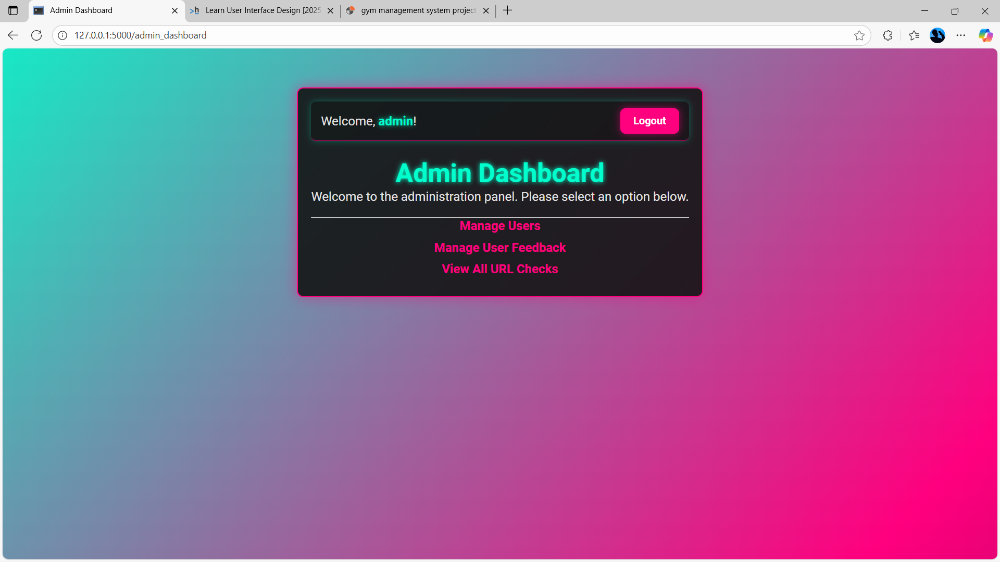 Admin Dashboard
>h Learn User Interface Design [2025
gym management system project
127.0.0.1:5000/admin_dashboard
Welcome, admin!
Logout
Admin Dashboard
Welcome to the administration panel. Please select an option below.
Manage Users
Manage User Feedback
View All URL Checks